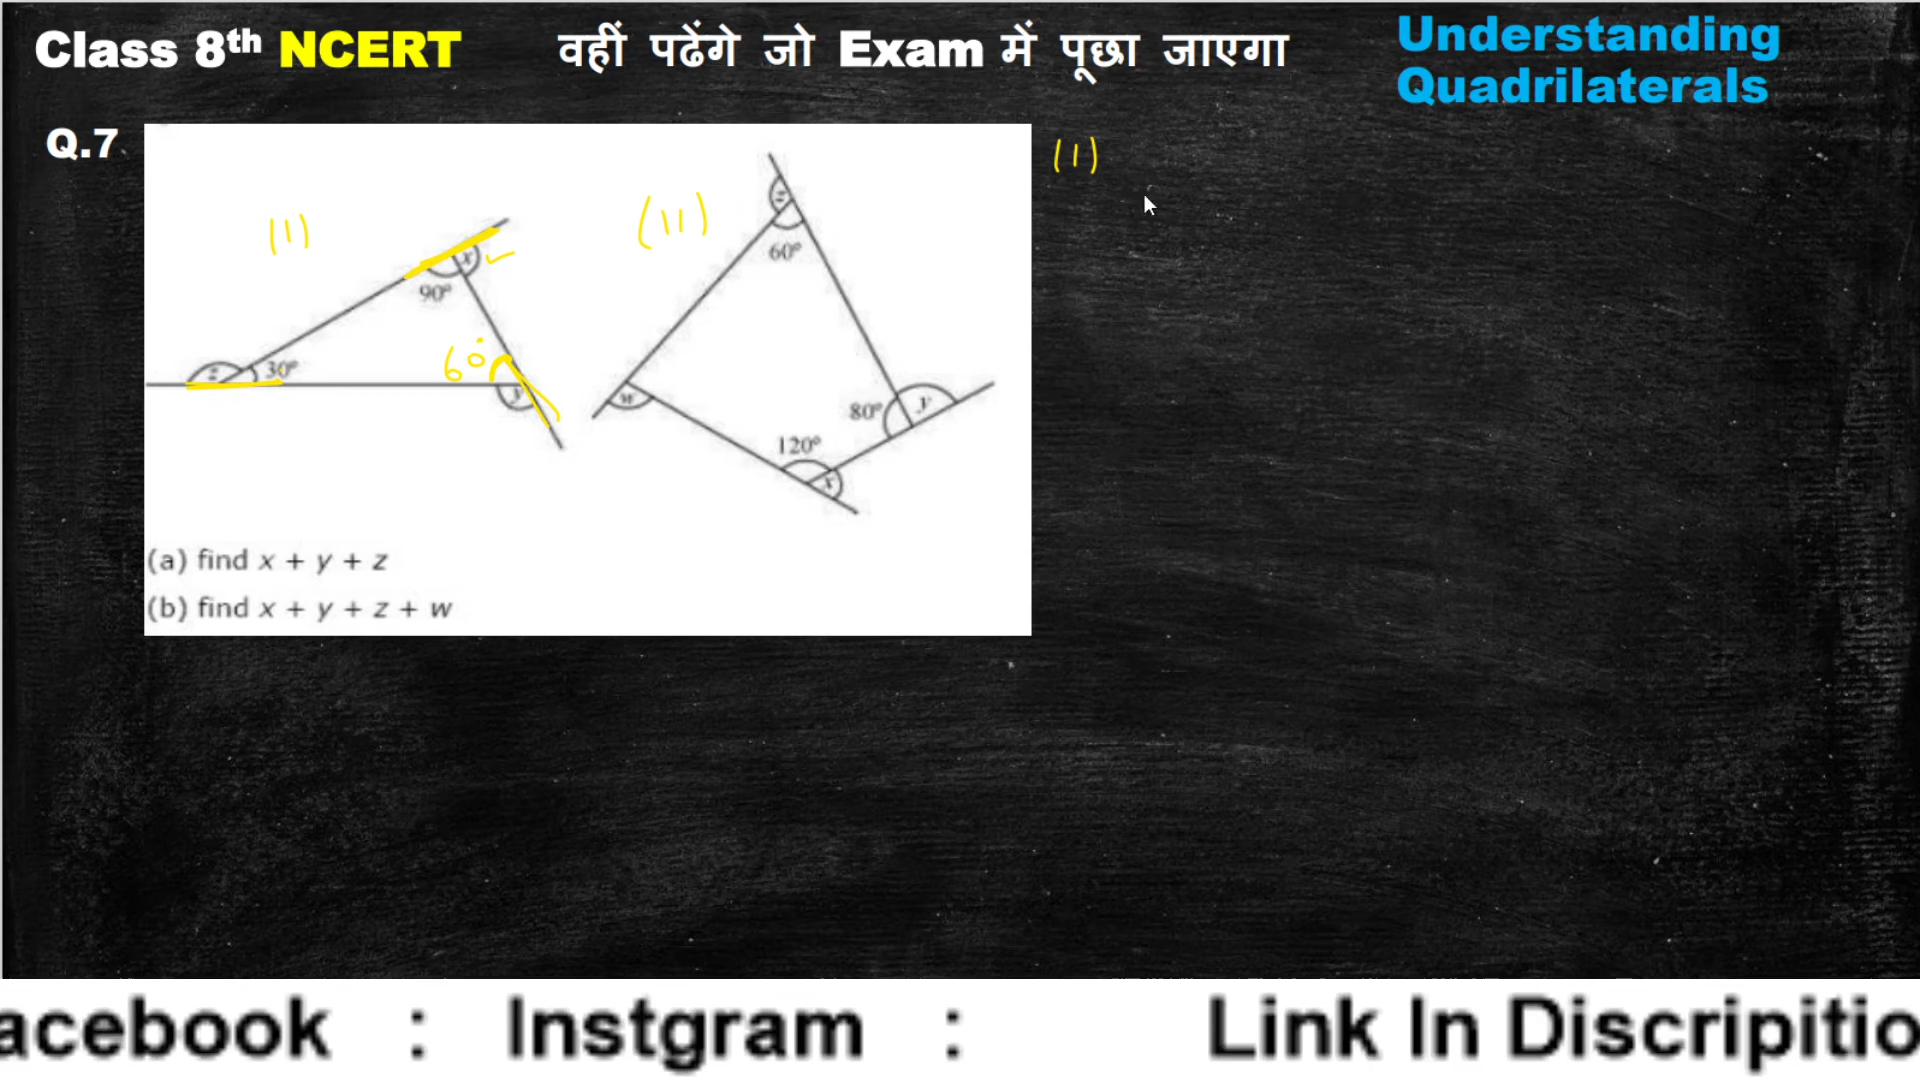 Class 8th NCERT वहीं पढेंगे जो Exam में पूछा जाएगा
Understanding
Quadrilaterals
Q.7
(I)
(I)
(II)
z
60°
x
90°
60°
z
30°
y
w
80°
y
120°
x
(a) find x + y + z
(b) find x + y + z + w
acebook : Instgram : Link In Discripitio